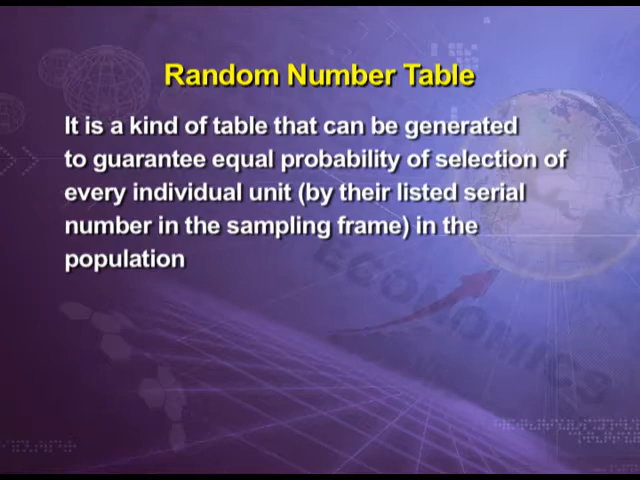 Random Number Table
It is a kind of table that can be generated
to guarantee equal probability of selection of
every individual unit (by their listed serial
number in the sampling frame) in the
population
ECONOMICS